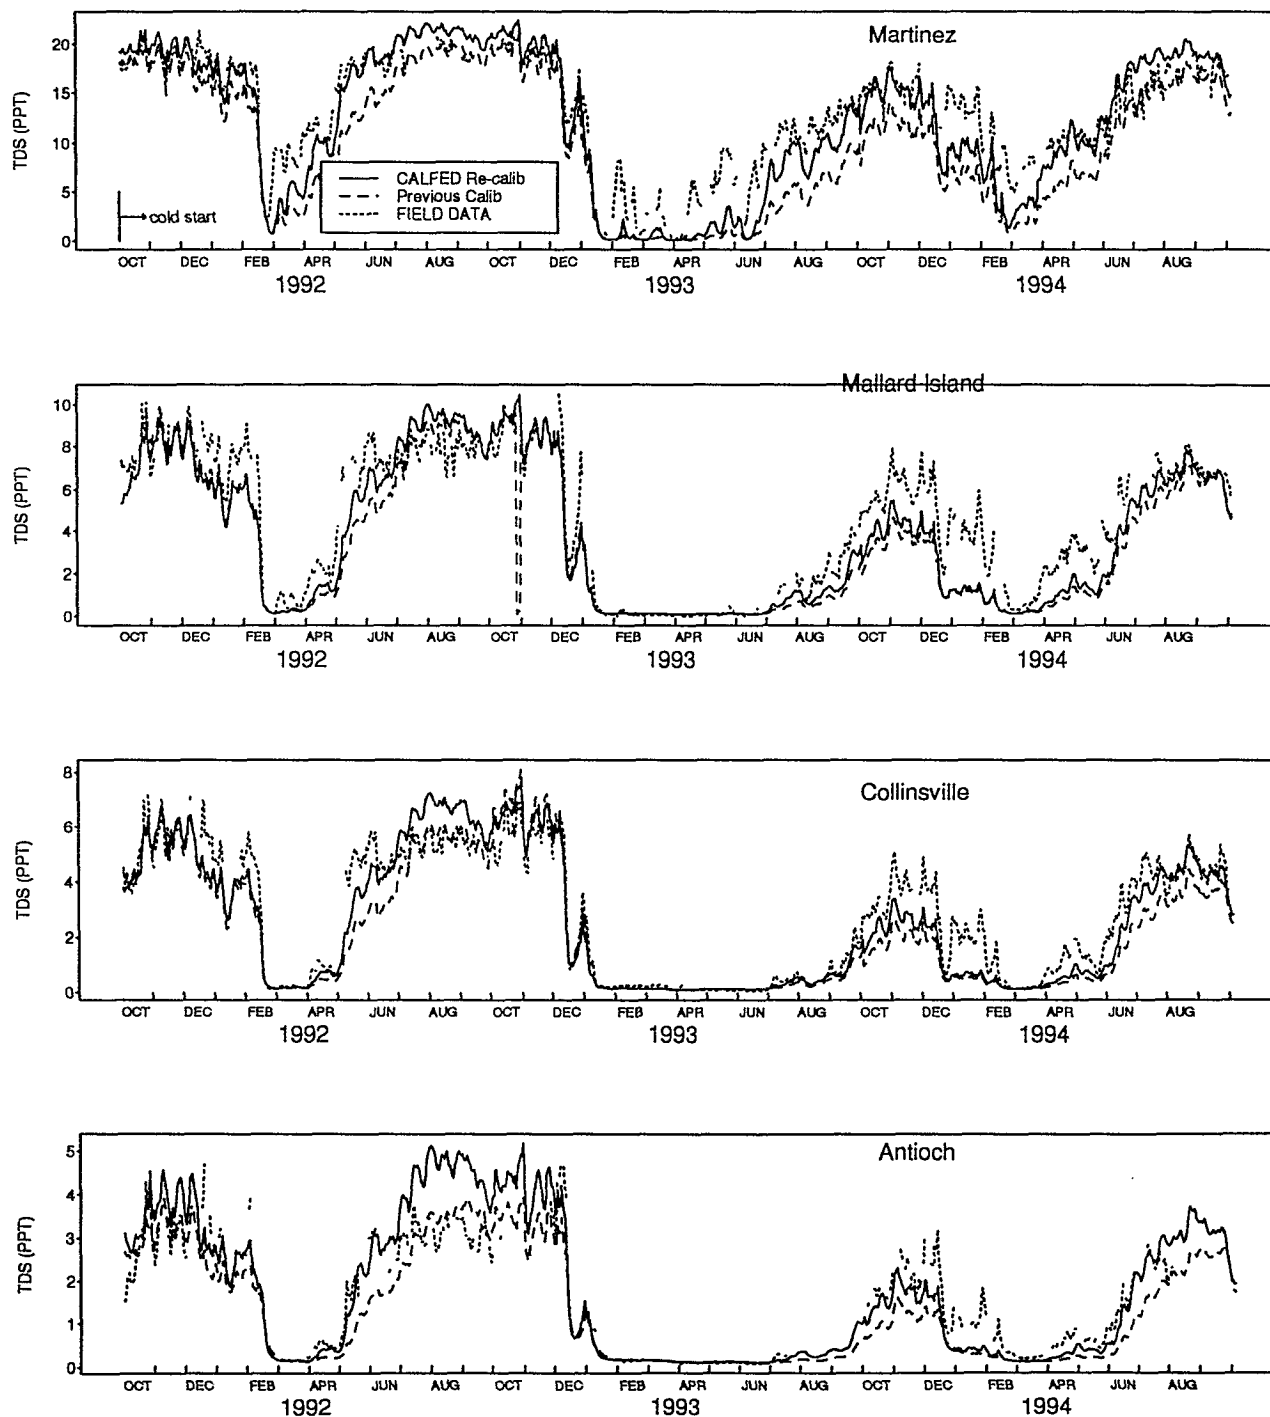 Martinez
TDS (PPT)
20
15
10
5
0
CALFED Re-calib
Previous Calib
FIELD DATA
cold start
OCT DEC FEB APR JUN AUG OCT DEC FEB APR JUN AUG OCT DEC FEB APR JUN AUG
1992 1993 1994
Mallard Island
TDS (PPT)
10
8
6
4
2
0
OCT DEC FEB APR JUN AUG OCT DEC FEB APR JUN AUG OCT DEC FEB APR JUN AUG
1992 1993 1994
Collinsville
TDS (PPT)
8
6
4
2
0
OCT DEC FEB APR JUN AUG OCT DEC FEB APR JUN AUG OCT DEC FEB APR JUN AUG
1992 1993 1994
Antioch
TDS (PPT)
5
4
3
2
1
0
OCT DEC FEB APR JUN AUG OCT DEC FEB APR JUN AUG OCT DEC FEB APR JUN AUG
1992 1993 1994